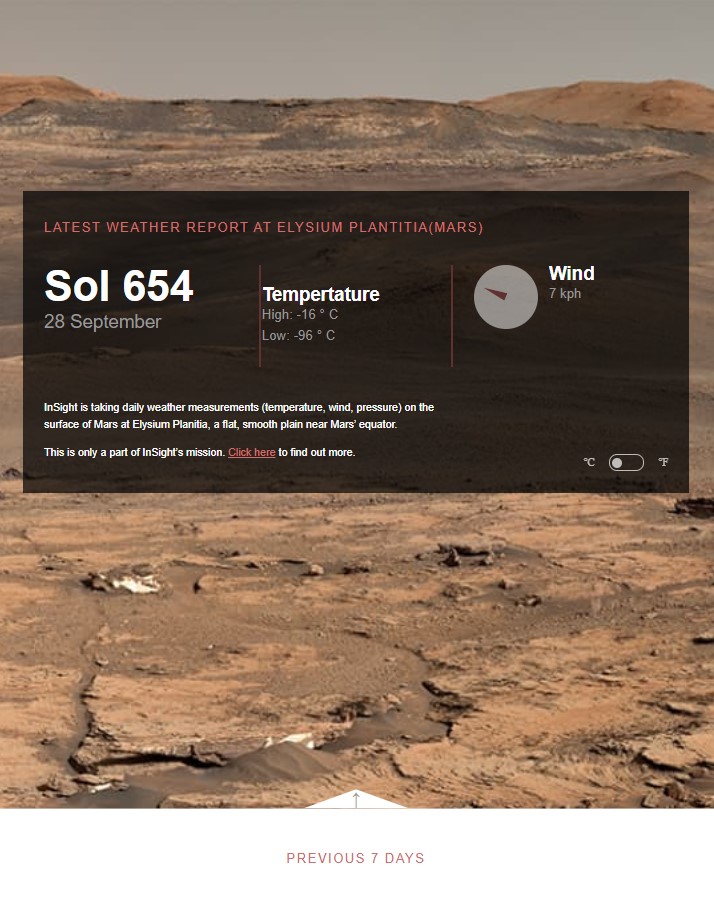 LATEST WEATHER REPORT AT ELYSIUM PLANTITIA(MARS)
Sol 654
28 September
Tempertature
High: -16 ° C
Low: -96 ° C
Wind
7 kph
InSight is taking daily weather measurements (temperature, wind, pressure) on the
surface of Mars at Elysium Planitia, a flat, smooth plain near Mars' equator.
This is only a part of InSight's mission. Click here to find out more.
°C °F
PREVIOUS 7 DAYS